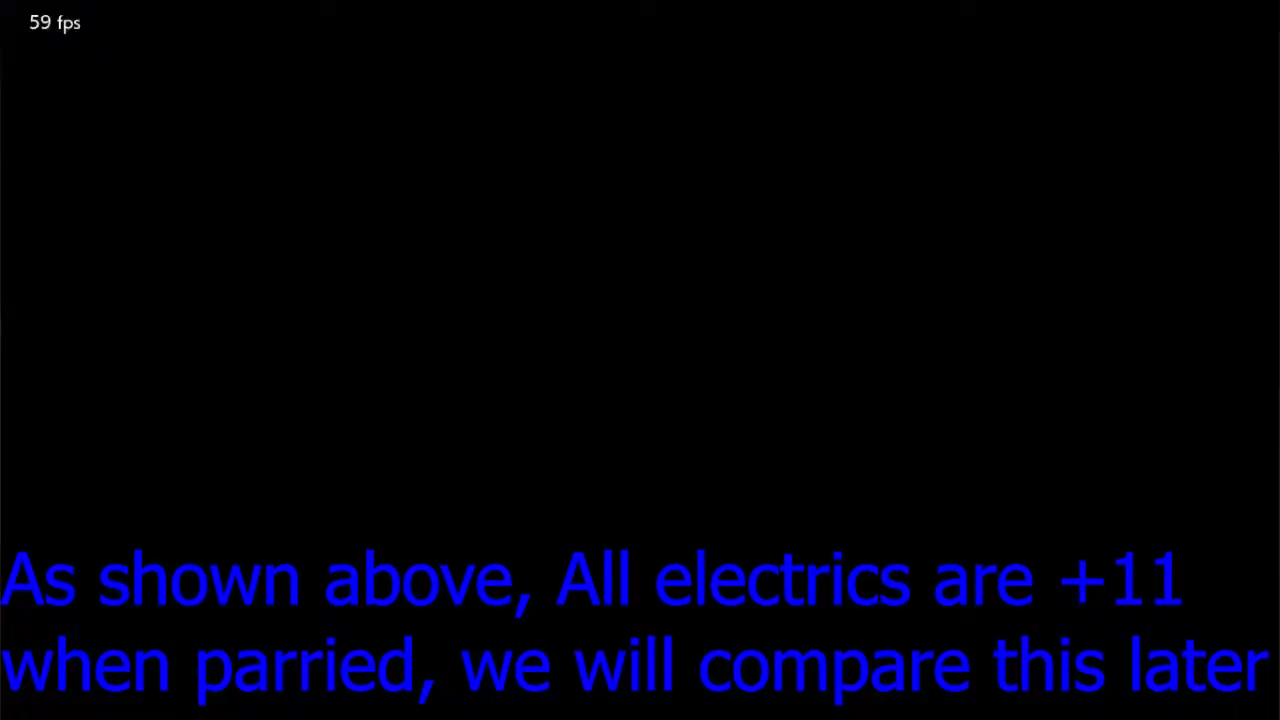 59 fps
As shown above, All electrics are +11
when parried, we will compare this later